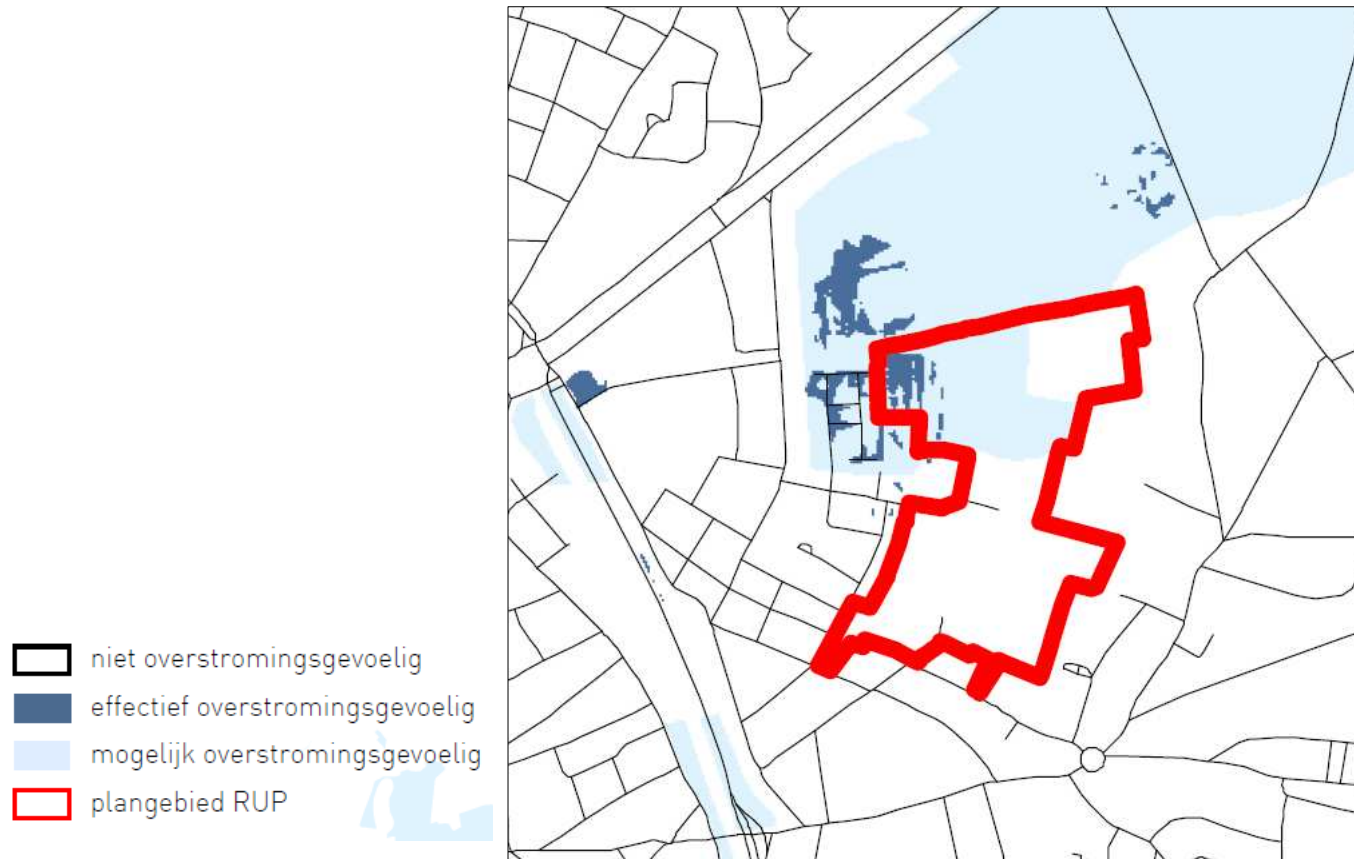 niet overstromingsgevoelig
effectief overstromingsgevoelig
mogelijk overstromingsgevoelig
plangebied RUP